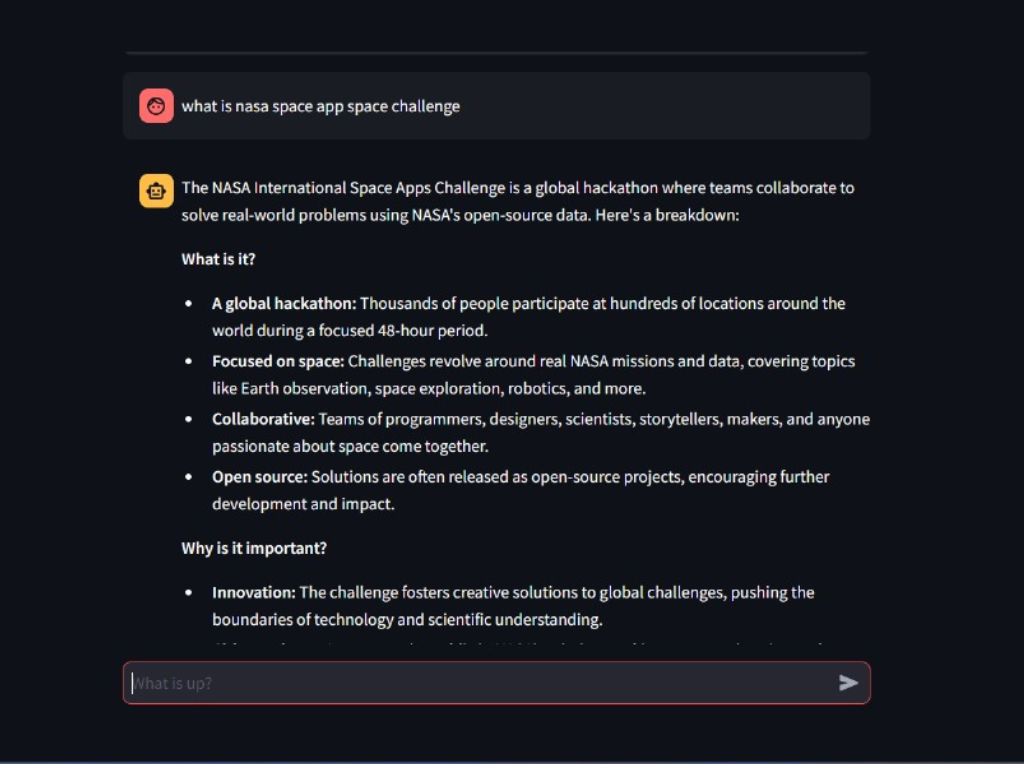 what is nasa space app space challenge
The NASA International Space Apps Challenge is a global hackathon where teams collaborate to
solve real-world problems using NASA's open-source data. Here's a breakdown:
What is it?
• A global hackathon: Thousands of people participate at hundreds of locations around the
world during a focused 48-hour period.
• Focused on space: Challenges revolve around real NASA missions and data, covering topics
like Earth observation, space exploration, robotics, and more.
• Collaborative: Teams of programmers, designers, scientists, storytellers, makers, and anyone
passionate about space come together.
• Open source: Solutions are often released as open-source projects, encouraging further
development and impact.
Why is it important?
• Innovation: The challenge fosters creative solutions to global challenges, pushing the
boundaries of technology and scientific understanding.
What is up?